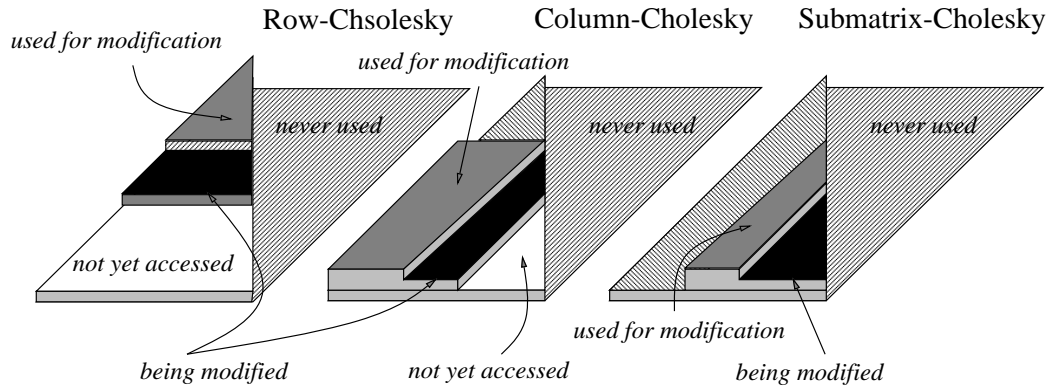 Row-Chsolesky
Column-Cholesky
Submatrix-Cholesky
used for modification
used for modification
never used
never used
never used
not yet accessed
used for modification
being modified
not yet accessed
being modified